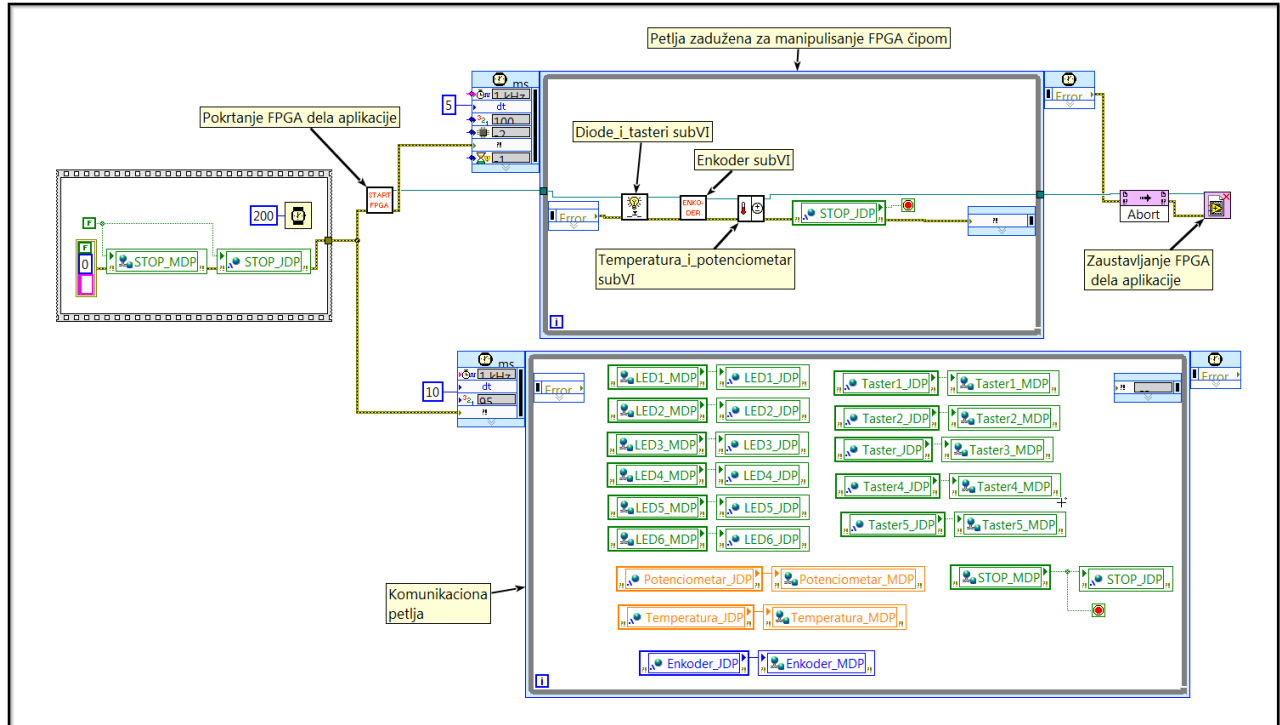 Petlja zadužena za manipulisanje FPGA čipom
ms
1 kHz
5
dt
100
-2
-1
Error
Pokrtanje FPGA dela aplikacije
Diode_i_tasteri subVI
Enkoder subVI
START
FPGA
200
F
F
0
STOP_MDP
STOP_JDP
Error
ENKO-
DER
STOP_JDP
Abort
Temperatura_i_potenciometar
subVI
Zaustavljanje FPGA
dela aplikacije
i
ms
1 kHz
10
dt
95
Error
Error
LED1_MDP LED1_JDP Taster1_JDP Taster1_MDP
LED2_MDP LED2_JDP Taster2_JDP Taster2_MDP
LED3_MDP LED3_JDP Taster_JDP Taster3_MDP
LED4_MDP LED4_JDP Taster4_JDP Taster4_MDP
LED5_MDP LED5_JDP Taster5_JDP Taster5_MDP
LED6_MDP LED6_JDP
Potenciometar_JDP Potenciometar_MDP STOP_MDP STOP_JDP
Komunikaciona
petlja
Temperatura_JDP Temperatura_MDP
Enkoder_JDP Enkoder_MDP
i